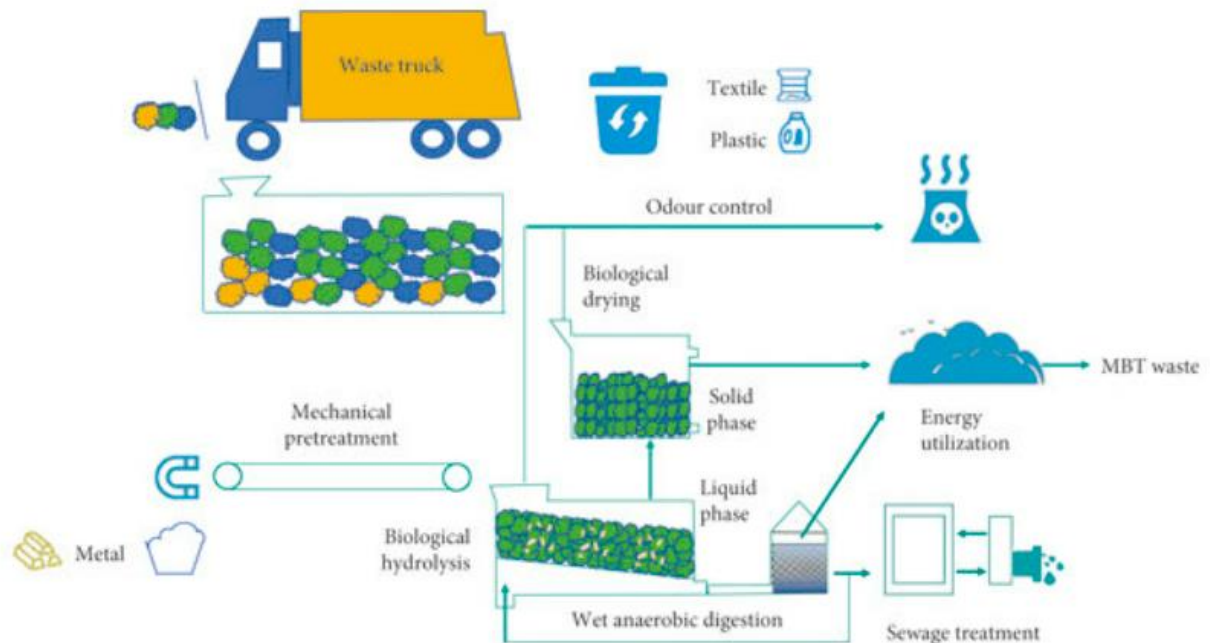 Waste truck
Textile
Plastic
Odour control
Biological
drying
MBT waste
Mechanical
pretreatment
Solid
phase
Energy
utilization
Liquid
phase
Metal
Biological
hydrolysis
Wet anaerobic digestion
Sewage treatment